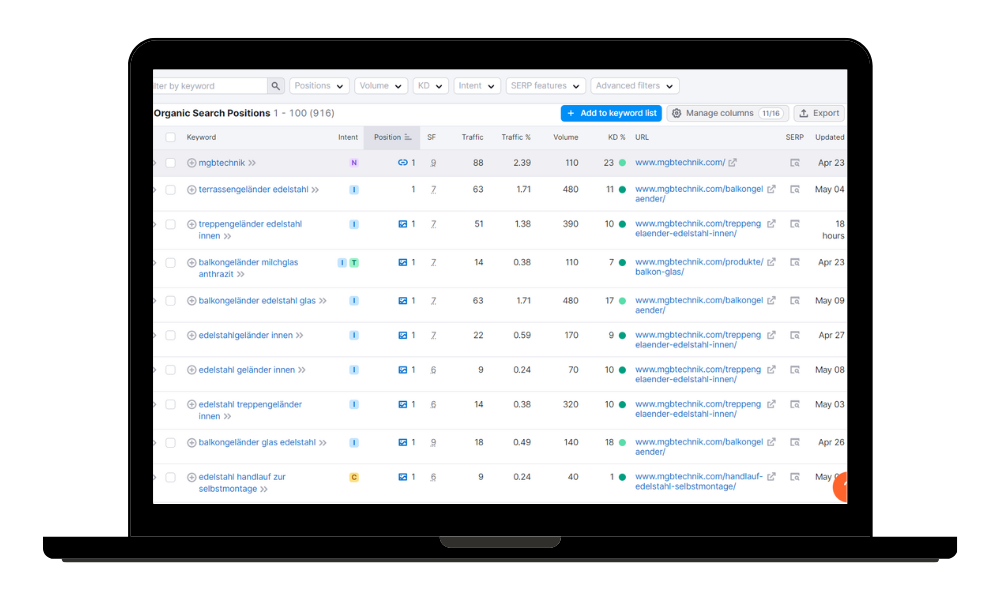 lter by keyword Positions Volume KD Intent SERP features Advanced filters
Organic Search Positions 1 - 100 (916) + Add to keyword list Manage columns 11/16 Export
Keyword Intent Position SF Traffic Traffic % Volume KD % URL SERP Updated
mgbtechnik N 1 9 88 2.39 110 23 www.mgbtechnik.com/ Apr 23
terrassengeländer edelstahl I 1 7 63 1.71 480 11 www.mgbtechnik.com/balkongel May 04
aender/
treppengeländer edelstahl I 1 7 51 1.38 390 10 www.mgbtechnik.com/treppeng 18
innen elaender-edelstahl-innen/ hours
balkongeländer milchglas I T 1 7 14 0.38 110 7 www.mgbtechnik.com/produkte/ Apr 23
anthrazit balkon-glas/
balkongeländer edelstahl glas I 1 7 63 1.71 480 17 www.mgbtechnik.com/balkongel May 09
aender/
edelstahlgeländer innen I 1 7 22 0.59 170 9 www.mgbtechnik.com/treppeng Apr 27
elaender-edelstahl-innen/
edelstahl geländer innen I 1 6 9 0.24 70 10 www.mgbtechnik.com/treppeng May 08
elaender-edelstahl-innen/
edelstahl treppengeländer I 1 6 14 0.38 320 10 www.mgbtechnik.com/treppeng May 03
innen elaender-edelstahl-innen/
balkongeländer glas edelstahl I 1 9 18 0.49 140 18 www.mgbtechnik.com/balkongel Apr 26
aender/
edelstahl handlauf zur C 1 6 9 0.24 40 1 www.mgbtechnik.com/handlauf- May
selbstmontage edelstahl-selbstmontage/